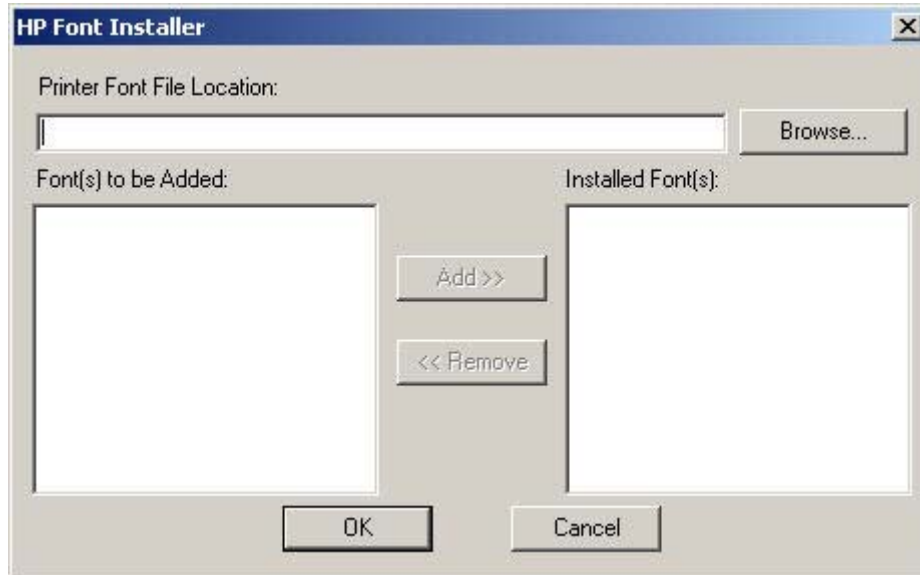 HP Font Installer
Printer Font File Location:
Browse...
Font(s) to be Added:
Installed Font(s):
Add >>
<< Remove
OK
Cancel